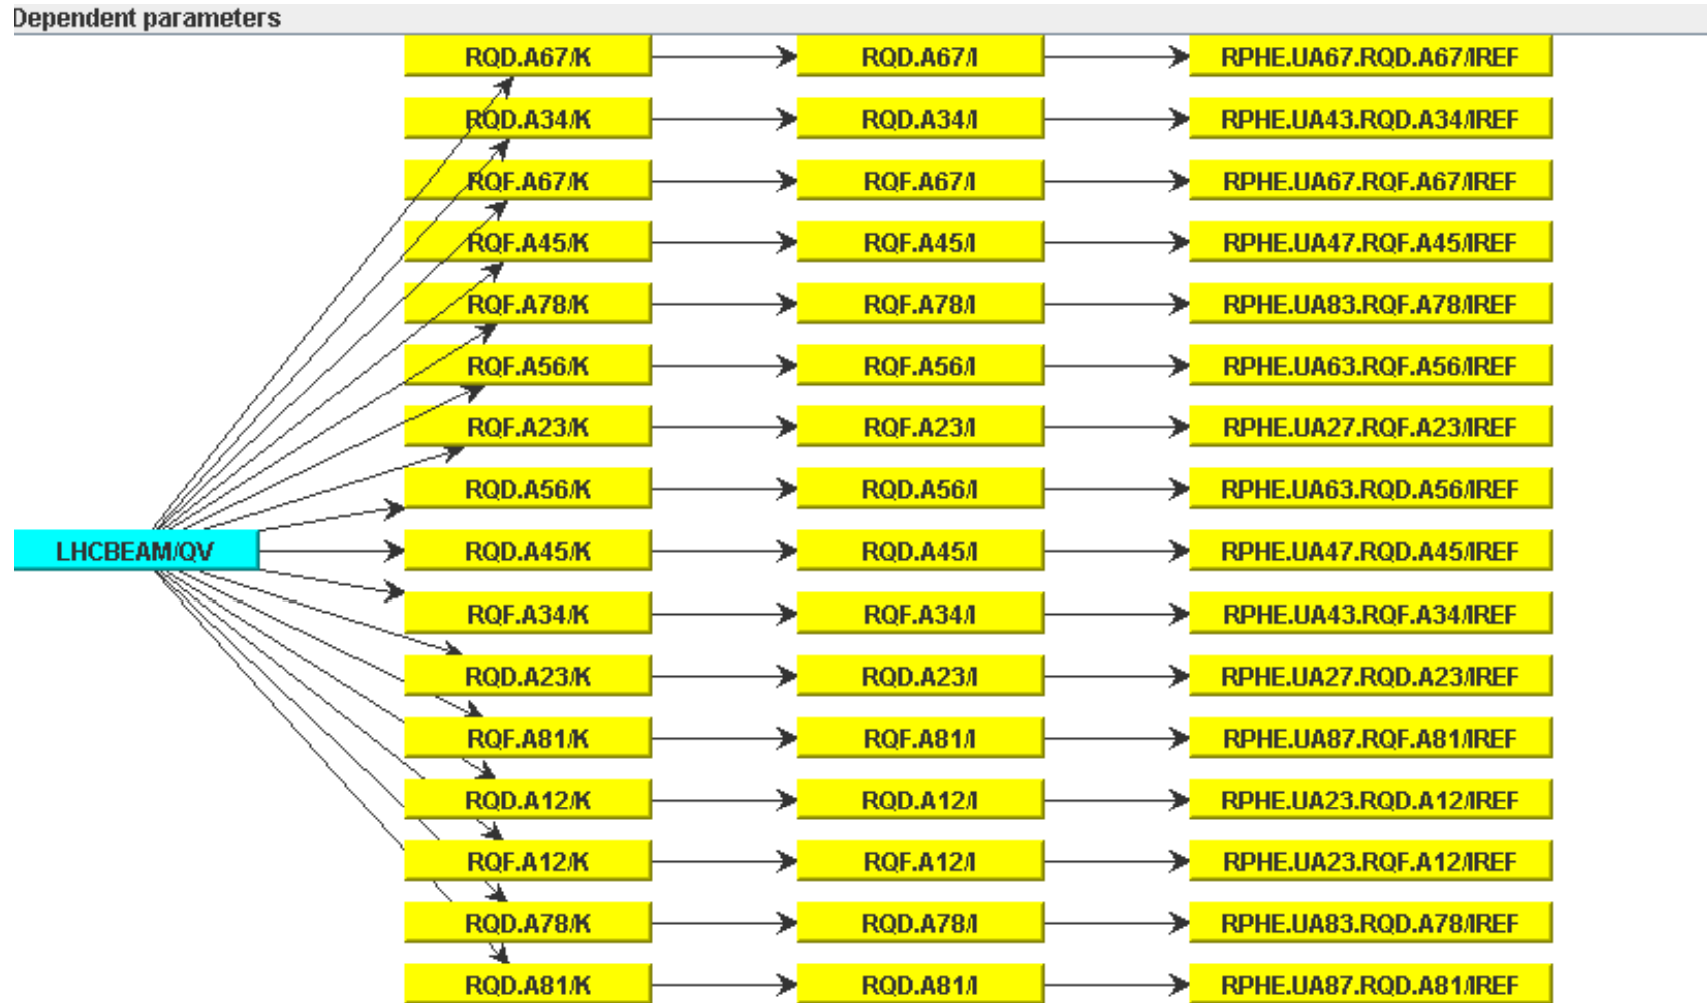 Dependent parameters
RQD.A67/K RQD.A67/I RPHE.UA67.RQD.A67/IREF
RQD.A34/K RQD.A34/I RPHE.UA43.RQD.A34/IREF
RQF.A67/K RQF.A67/I RPHE.UA67.RQF.A67/IREF
RQF.A45/K RQF.A45/I RPHE.UA47.RQF.A45/IREF
RQF.A78/K RQF.A78/I RPHE.UA83.RQF.A78/IREF
RQF.A56/K RQF.A56/I RPHE.UA63.RQF.A56/IREF
RQF.A23/K RQF.A23/I RPHE.UA27.RQF.A23/IREF
RQD.A56/K RQD.A56/I RPHE.UA63.RQD.A56/IREF
LHCBEAM/QV RQD.A45/K RQD.A45/I RPHE.UA47.RQD.A45/IREF
RQF.A34/K RQF.A34/I RPHE.UA43.RQF.A34/IREF
RQD.A23/K RQD.A23/I RPHE.UA27.RQD.A23/IREF
RQF.A81/K RQF.A81/I RPHE.UA87.RQF.A81/IREF
RQD.A12/K RQD.A12/I RPHE.UA23.RQD.A12/IREF
RQF.A12/K RQF.A12/I RPHE.UA23.RQF.A12/IREF
RQD.A78/K RQD.A78/I RPHE.UA83.RQD.A78/IREF
RQD.A81/K RQD.A81/I RPHE.UA87.RQD.A81/IREF